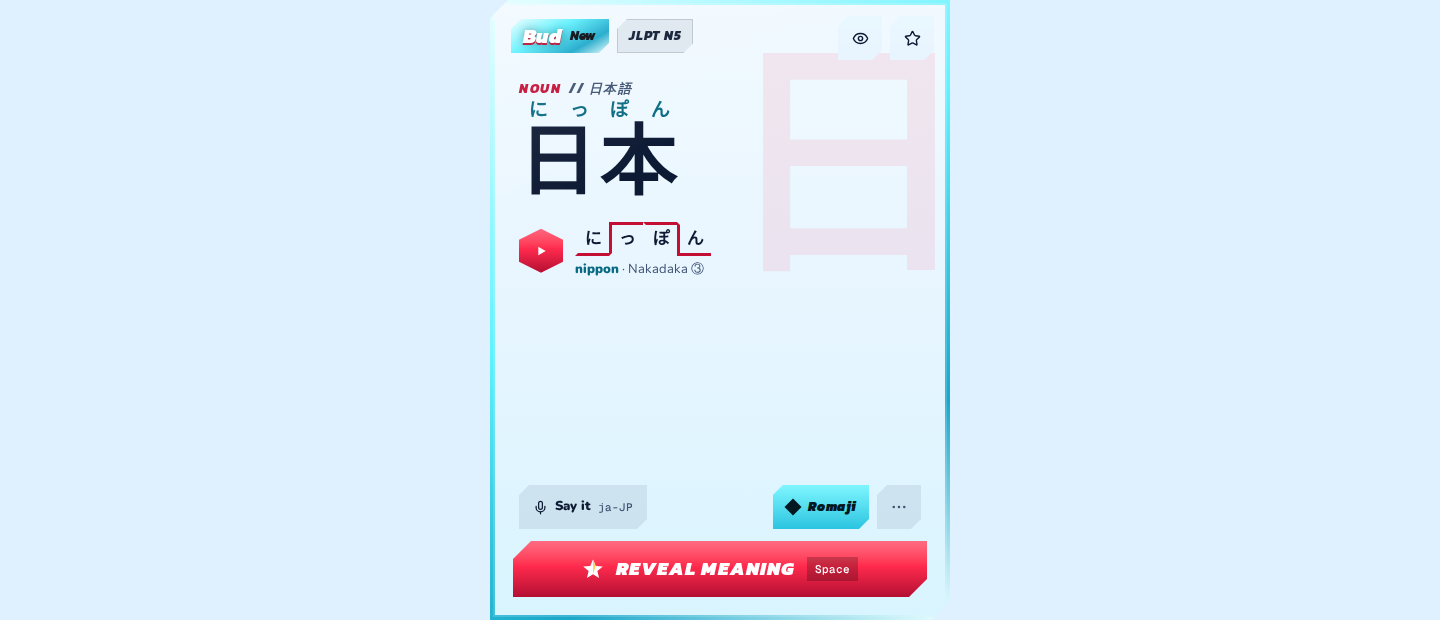 Bud New JLPT N5
NOUN // 日本語
にっぽん
日本
日
にっぽん
nippon · Nakadaka ③
Say it ja-JP
Romaji ···
REVEAL MEANING Space